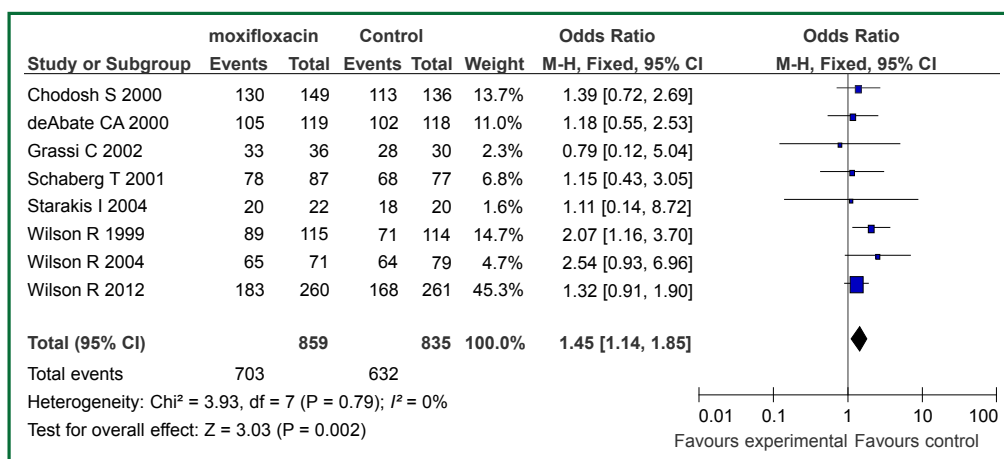 moxifloxacin Control Odds Ratio Odds Ratio
Study or Subgroup Events Total Events Total Weight M-H, Fixed, 95% CI M-H, Fixed, 95% CI
Chodosh S 2000 130 149 113 136 13.7% 1.39 [0.72, 2.69]
deAbate CA 2000 105 119 102 118 11.0% 1.18 [0.55, 2.53]
Grassi C 2002 33 36 28 30 2.3% 0.79 [0.12, 5.04]
Schaberg T 2001 78 87 68 77 6.8% 1.15 [0.43, 3.05]
Starakis I 2004 20 22 18 20 1.6% 1.11 [0.14, 8.72]
Wilson R 1999 89 115 71 114 14.7% 2.07 [1.16, 3.70]
Wilson R 2004 65 71 64 79 4.7% 2.54 [0.93, 6.96]
Wilson R 2012 183 260 168 261 45.3% 1.32 [0.91, 1.90]
Total (95% CI) 859 835 100.0% 1.45 [1.14, 1.85]
Total events 703 632
Heterogeneity: Chi² = 3.93, df = 7 (P = 0.79); I² = 0%
Test for overall effect: Z = 3.03 (P = 0.002)
0.01 0.1 1 10 100
Favours experimental Favours control